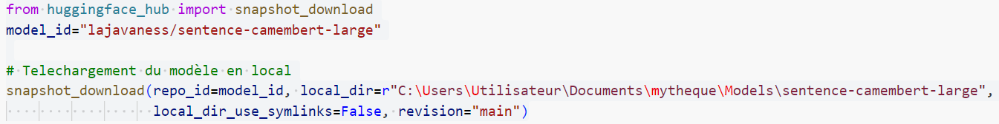 from huggingface_hub import snapshot_download
model_id="lajavaness/sentence-camembert-large"
# Telechargement du modèle en local
snapshot_download(repo_id=model_id, local_dir=r"C:\Users\Utilisateur\Documents\mytheque\Models\sentence-camembert-large",
local_dir_use_symlinks=False, revision="main")